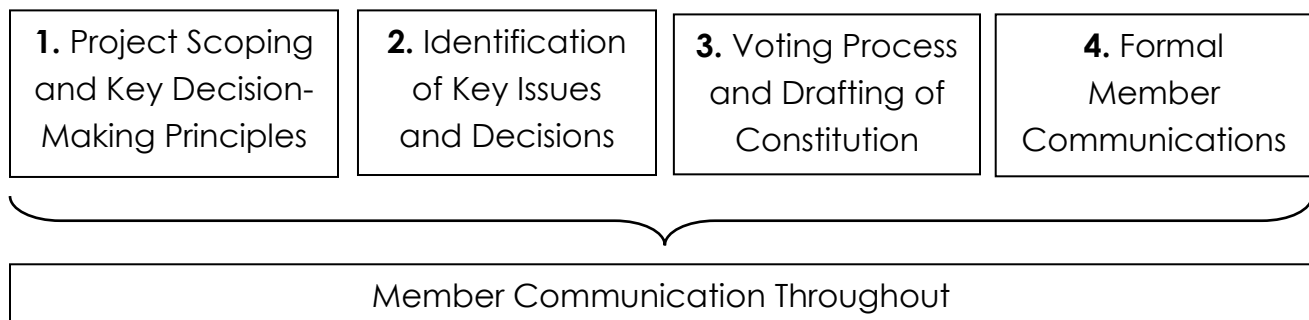 1. Project Scoping
and Key Decision-
Making Principles
2. Identification
of Key Issues
and Decisions
3. Voting Process
and Drafting of
Constitution
4. Formal
Member
Communications
Member Communication Throughout